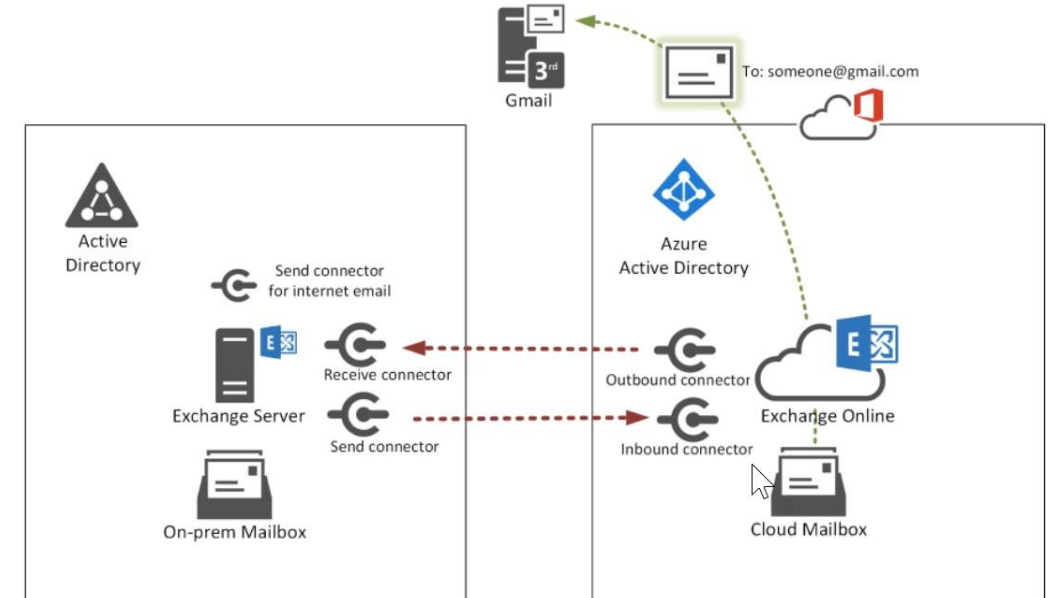 3rd
Gmail
To: someone@gmail.com
Active
Directory
Send connector
for internet email
E
Exchange Server
Receive connector
Send connector
On-prem Mailbox
Azure
Active Directory
Outbound connector
Inbound connector
E
Exchange Online
Cloud Mailbox